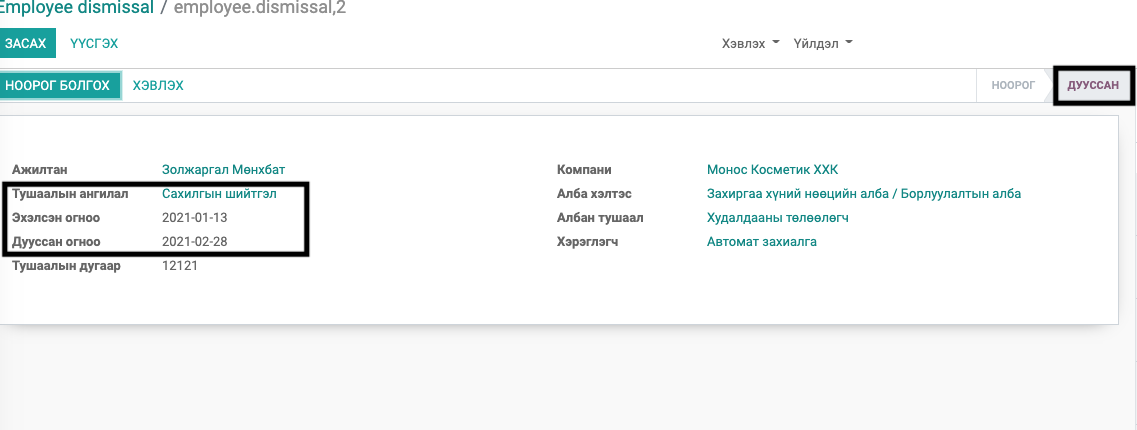 Employee dismissal / employee.dismissal,2
ЗАСАХ ҮҮСГЭХ Хэвлэх Үйлдэл
НООРОГ БОЛГОХ ХЭВЛЭХ НООРОГ ДУУССАН
Ажилтан Золжаргал Мөнхбат Компани Монос Косметик ХХК
Тушаалын ангилал Сахилгын шийтгэл Алба хэлтэс Захиргаа хүний нөөцийн алба / Борлуулалтын алба
Эхэлсэн огноо 2021-01-13 Албан тушаал Худалдааны төлөөлөгч
Дууссан огноо 2021-02-28 Хэрэглэгч Автомат захиалга
Тушаалын дугаар 12121